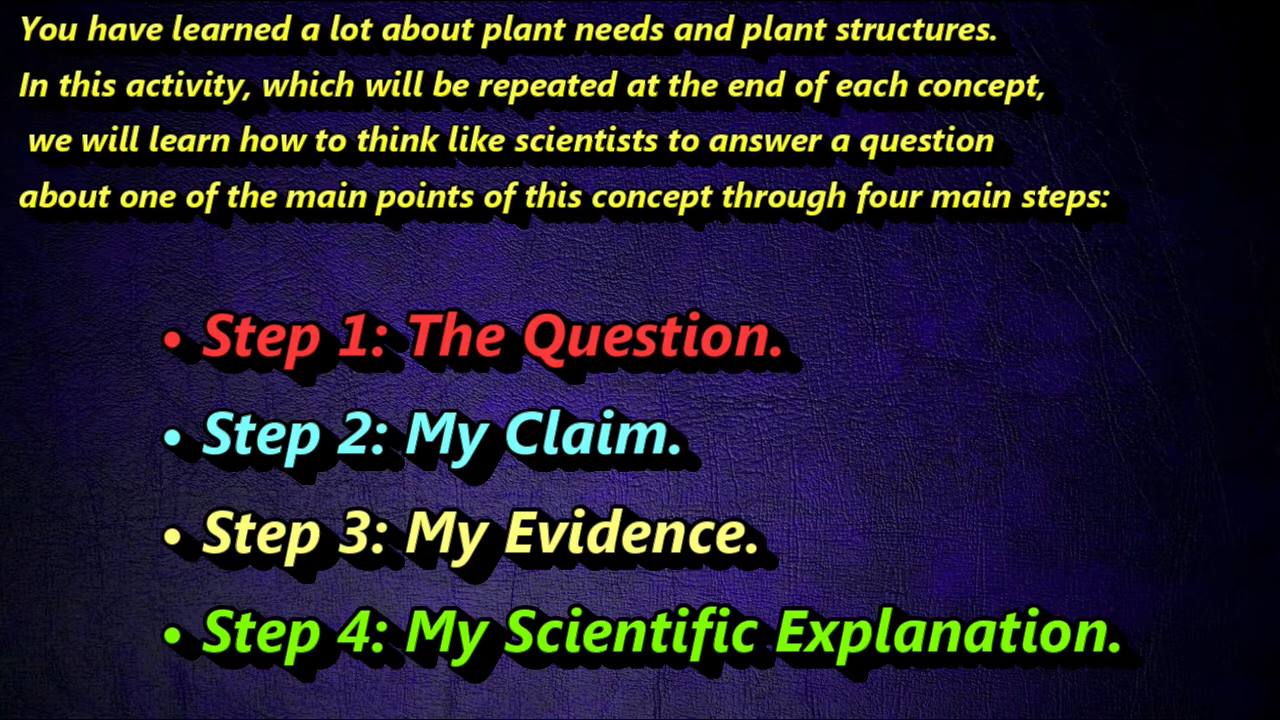 You have learned a lot about plant needs and plant structures.
In this activity, which will be repeated at the end of each concept,
we will learn how to think like scientists to answer a question
about one of the main points of this concept through four main steps:
• Step 1: The Question.
• Step 2: My Claim.
• Step 3: My Evidence.
• Step 4: My Scientific Explanation.